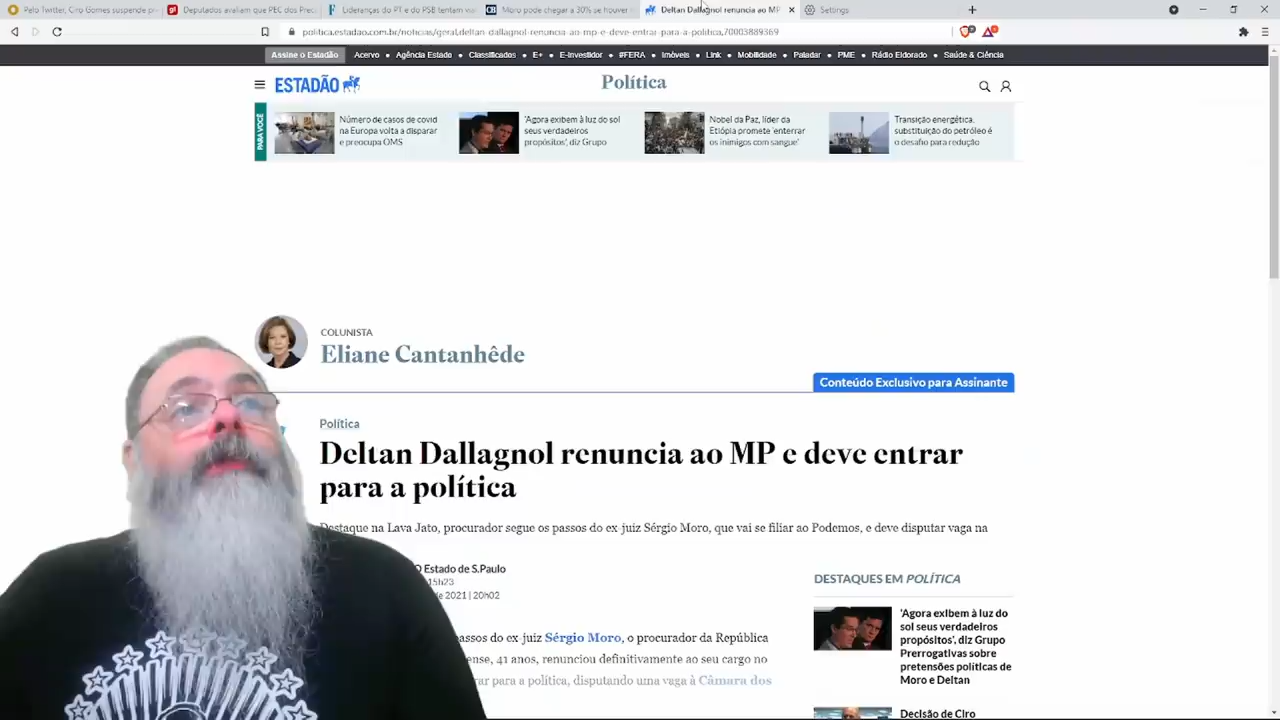 Pelo Twitter, Ciro Gomes suspende pr
Deputados avaliam que PEC dos Prec
Lideranças do PT e do PSB tentam
Moro pode chegar a 30% se houver
Deltan Dallagnol renuncia ao MP
Settings
politica.estadao.com.br/noticias/geral,deltan-dallagnol-renuncia-ao-mp-e-deve-entrar-para-a-politica,70003889369
Assine o Estadão Acervo • Agência Estado • Classificados • E+ • E-Investidor • #FERA • Imóveis • Link • Mobilidade • Paladar • PME • Rádio Eldorado • Saúde & Ciência
ESTADÃO
Política
PARA VOCÊ
Número de casos de covid
na Europa volta a disparar
e preocupa OMS
'Agora exibem à luz do sol
seus verdadeiros
propósitos', diz Grupo
Nobel da Paz, líder da
Etiópia promete 'enterrar
os inimigos com sangue'
Transição energética,
substituição do petróleo é
o desafio para redução
COLUNISTA
Eliane Cantanhêde
Conteúdo Exclusivo para Assinante
Política
Deltan Dallagnol renuncia ao MP e deve entrar
para a política
Destaque na Lava Jato, procurador segue os passos do ex-juiz Sérgio Moro, que vai se filiar ao Podemos, e deve disputar vaga na
O Estado de S.Paulo
15h23
de 2021 | 20h02
passos do ex-juiz Sérgio Moro, o procurador da República
ense, 41 anos, renunciou definitivamente ao seu cargo no
rar para a política, disputando uma vaga à Câmara dos
DESTAQUES EM POLÍTICA
'Agora exibem à luz do
sol seus verdadeiros
propósitos', diz Grupo
Prerrogativas sobre
pretensões políticas de
Moro e Deltan
Decisão de Ciro